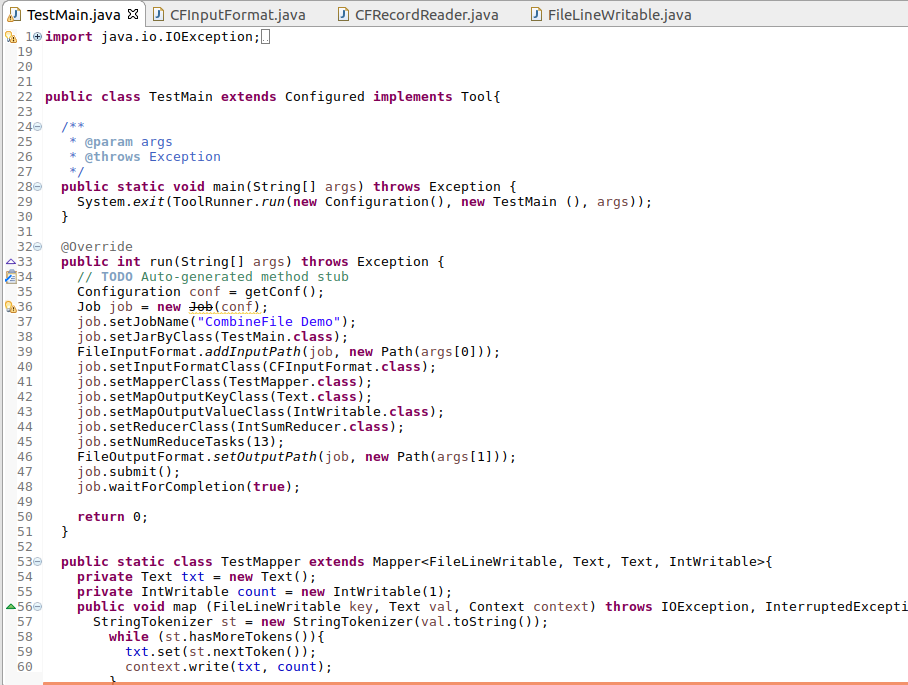 TestMain.java CFInputFormat.java CFRecordReader.java FileLineWritable.java
1 import java.io.IOException;
19
20
21
22 public class TestMain extends Configured implements Tool{
23
24 /**
25 * @param args
26 * @throws Exception
27 */
28 public static void main(String[] args) throws Exception {
29 System.exit(ToolRunner.run(new Configuration(), new TestMain (), args));
30 }
31
32 @Override
33 public int run(String[] args) throws Exception {
34 // TODO Auto-generated method stub
35 Configuration conf = getConf();
36 Job job = new Job(conf);
37 job.setJobName("CombineFile Demo");
38 job.setJarByClass(TestMain.class);
39 FileInputFormat.addInputPath(job, new Path(args[0]));
40 job.setInputFormatClass(CFInputFormat.class);
41 job.setMapperClass(TestMapper.class);
42 job.setMapOutputKeyClass(Text.class);
43 job.setMapOutputValueClass(IntWritable.class);
44 job.setReducerClass(IntSumReducer.class);
45 job.setNumReduceTasks(13);
46 FileOutputFormat.setOutputPath(job, new Path(args[1]));
47 job.submit();
48 job.waitForCompletion(true);
49
50 return 0;
51 }
52
53 public static class TestMapper extends Mapper<FileLineWritable, Text, Text, IntWritable>{
54 private Text txt = new Text();
55 private IntWritable count = new IntWritable(1);
56 public void map (FileLineWritable key, Text val, Context context) throws IOException, InterruptedExcepti
57 StringTokenizer st = new StringTokenizer(val.toString());
58 while (st.hasMoreTokens()){
59 txt.set(st.nextToken());
60 context.write(txt, count);
}